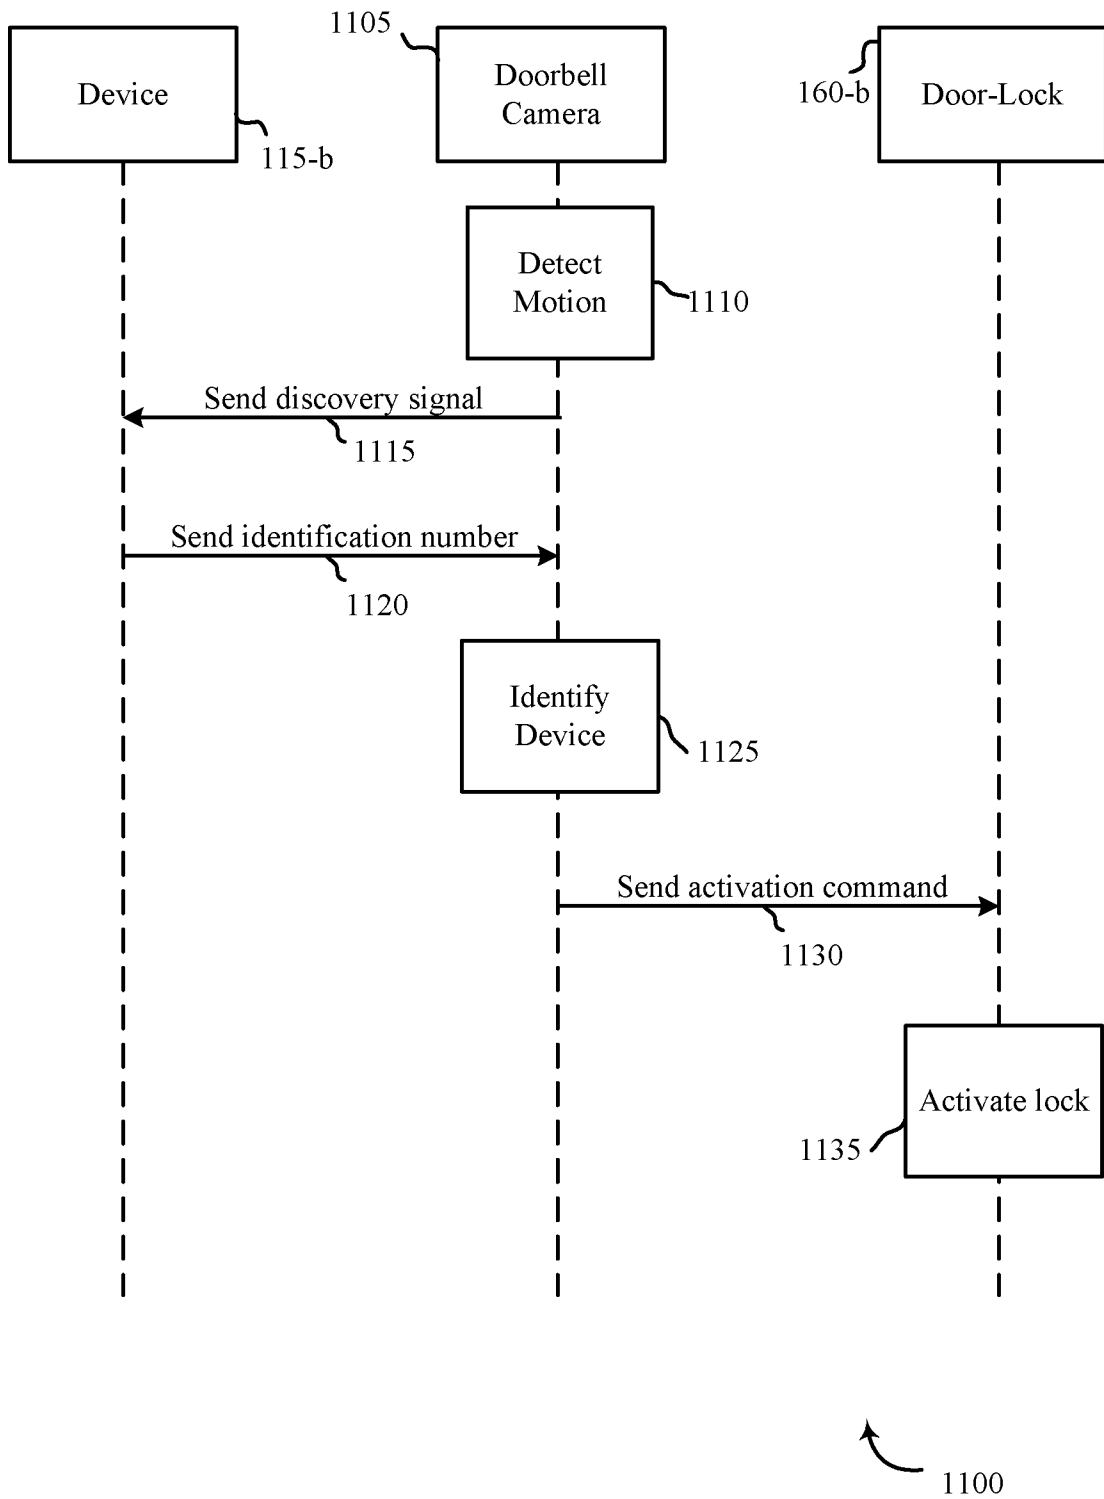 1105
Device
115-b
Doorbell
Camera
160-b
Door-Lock
Detect
Motion
1110
Send discovery signal
1115
Send identification number
1120
Identify
Device
1125
Send activation command
1130
Activate lock
1135
1100